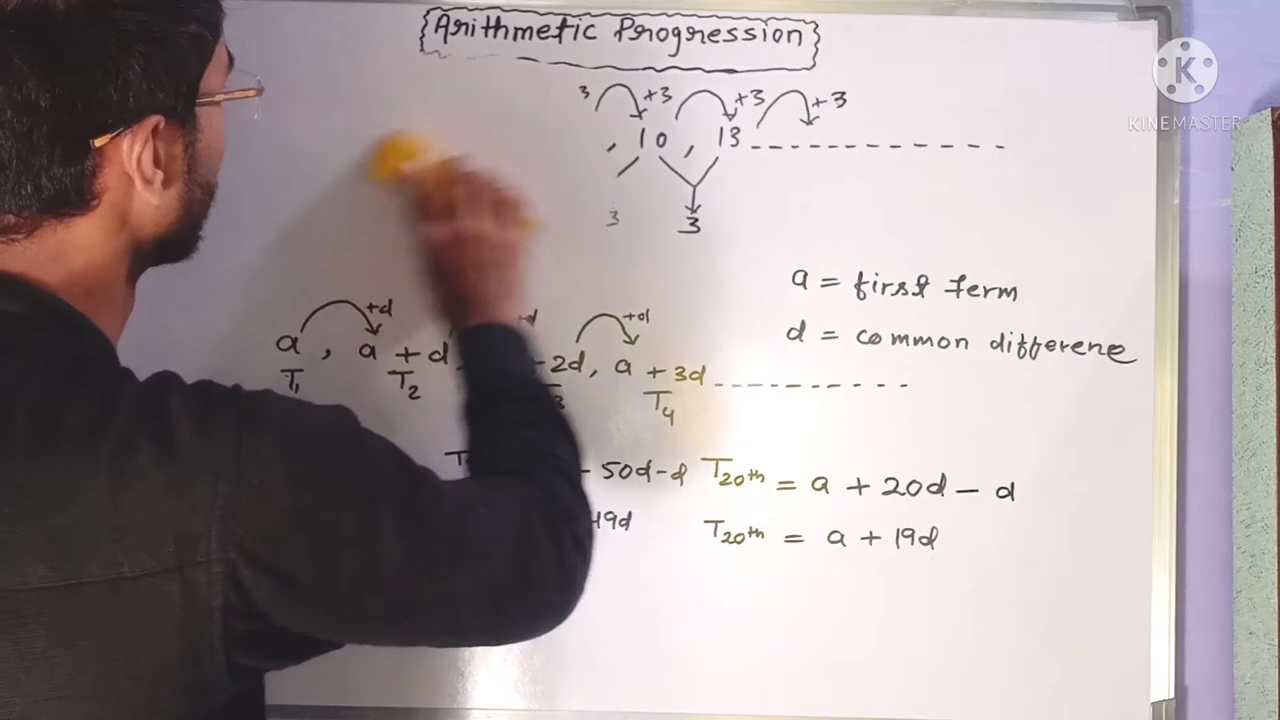 Arithmetic Progression
K
KINEMASTER
3 +3 +3 +3
, 10 , 13 ------------
3 3
a = first term
d = common differene
+d +d
a , a + d - 2d, a + 3d ----------
T₁ T₂ 3 T₄
T - 50d - d T₂₀ₜₕ = a + 20d - d
49d T₂₀ₜₕ = a + 19d